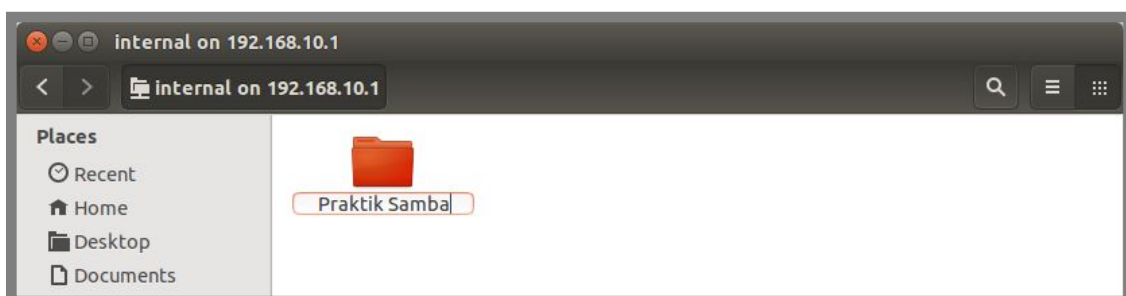 internal on 192.168.10.1
internal on 192.168.10.1
Places
Recent
Home
Desktop
Documents
Praktik Samba